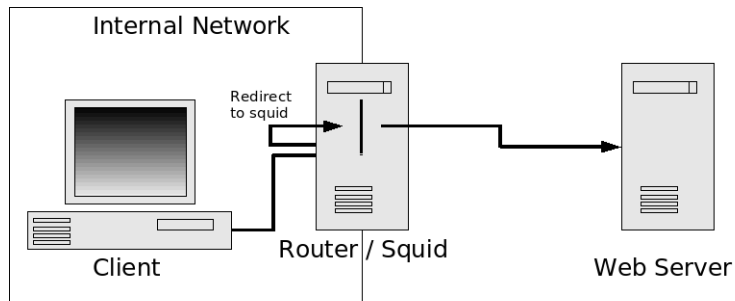 Internal Network
Redirect
to squid
Router / Squid
Client
Web Server